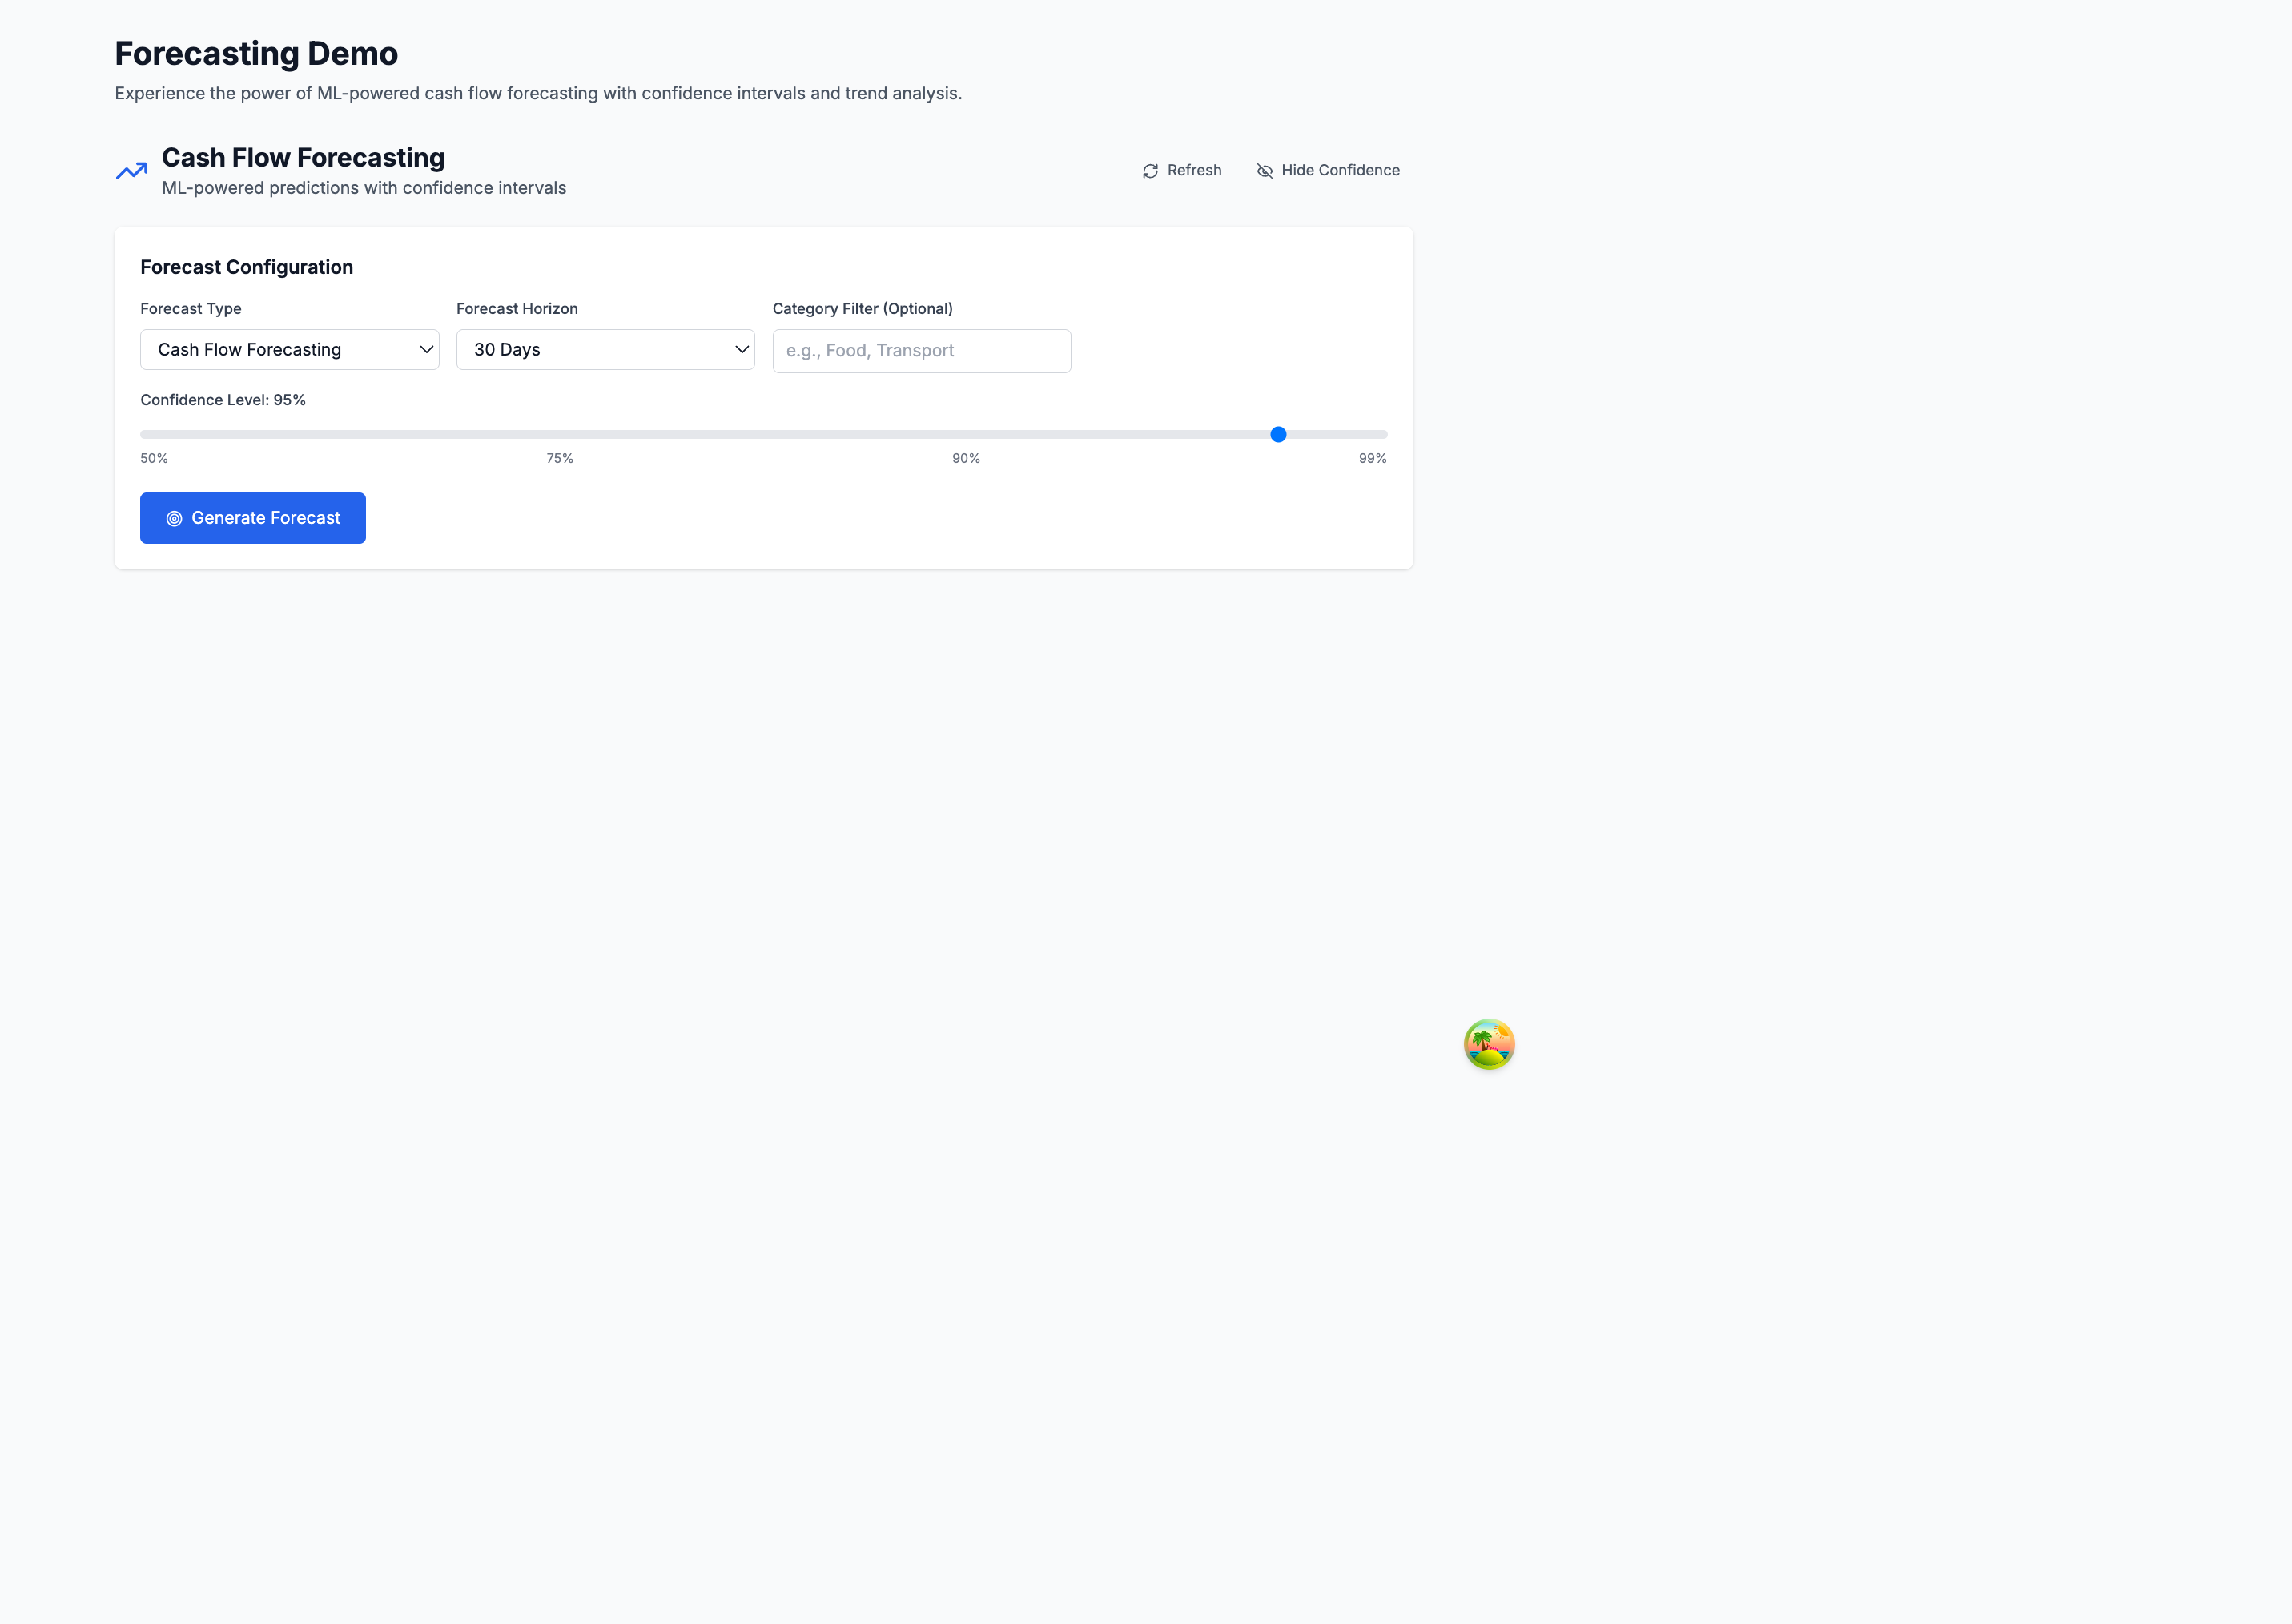 Forecasting Demo
Experience the power of ML-powered cash flow forecasting with confidence intervals and trend analysis.
Cash Flow Forecasting
ML-powered predictions with confidence intervals
Refresh
Hide Confidence
Forecast Configuration
Forecast Type
Forecast Horizon
Category Filter (Optional)
Cash Flow Forecasting
30 Days
e.g., Food, Transport
Confidence Level: 95%
50%
75%
90%
99%
Generate Forecast